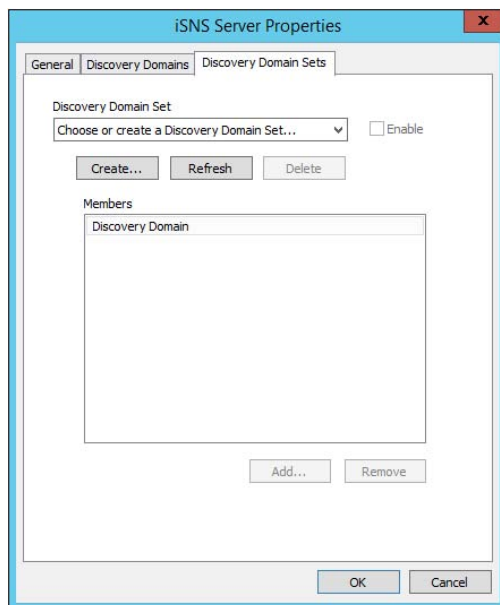 iSNS Server Properties
x
General Discovery Domains Discovery Domain Sets
Discovery Domain Set
Choose or create a Discovery Domain Set... Enable
Create... Refresh Delete
Members
Discovery Domain
Add... Remove
OK Cancel